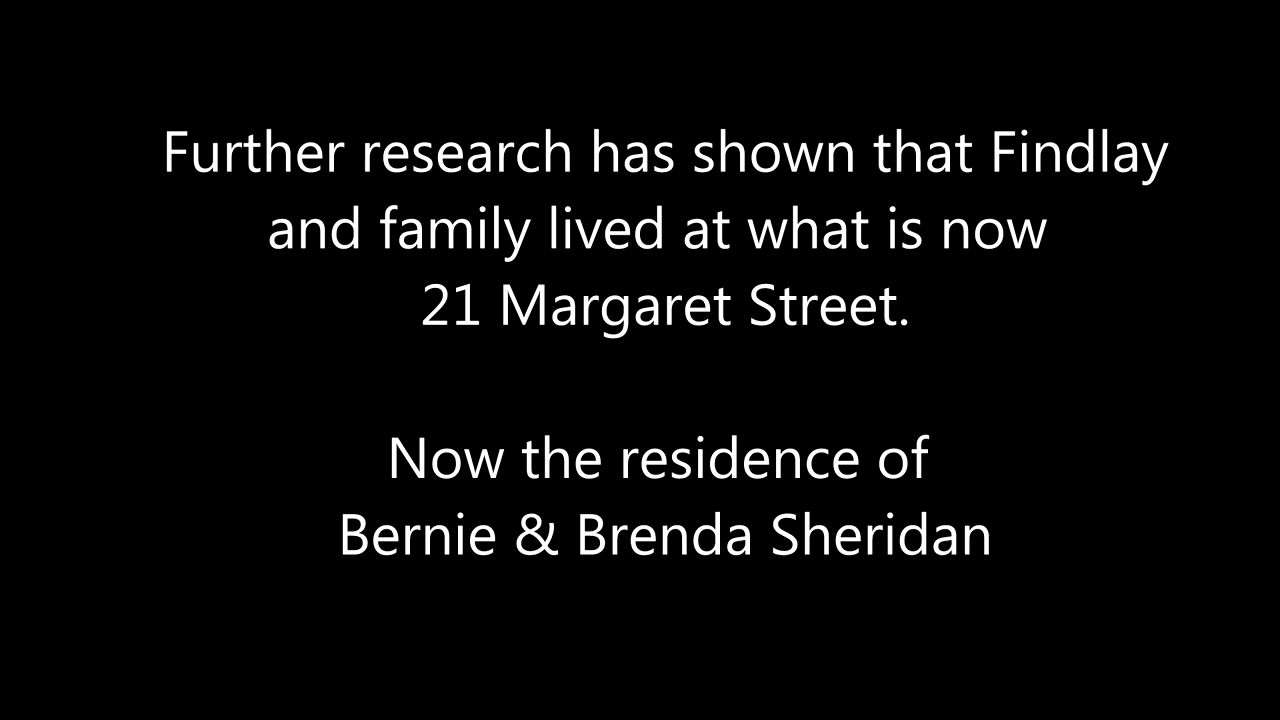 Further research has shown that Findlay
and family lived at what is now
21 Margaret Street.
Now the residence of
Bernie & Brenda Sheridan